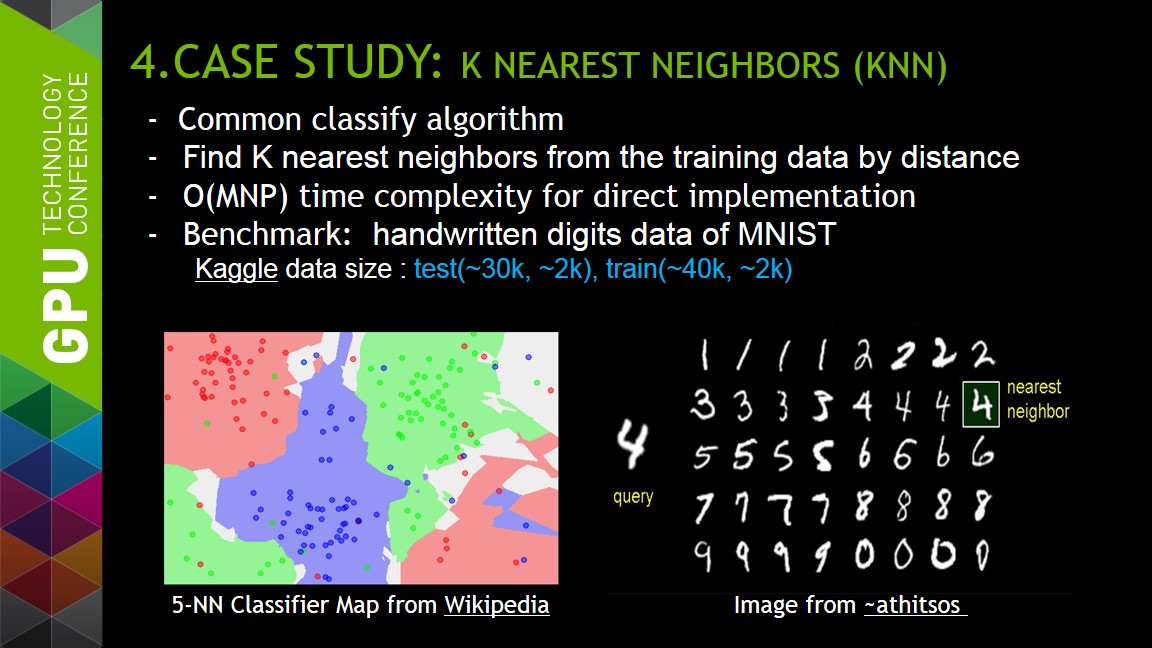 GPU TECHNOLOGY
CONFERENCE
4.CASE STUDY: K NEAREST NEIGHBORS (KNN)
- Common classify algorithm
- Find K nearest neighbors from the training data by distance
- O(MNP) time complexity for direct implementation
- Benchmark: handwritten digits data of MNIST
Kaggle data size : test(~30k, ~2k), train(~40k, ~2k)
5-NN Classifier Map from Wikipedia
4
query
1 1 1 1 2 2 2 2
3 3 3 3 4 4 4 4
nearest
neighbor
5 5 5 5 6 6 6 6
7 7 7 7 8 8 8 8
9 9 9 9 0 0 0 0
Image from ~athitsos